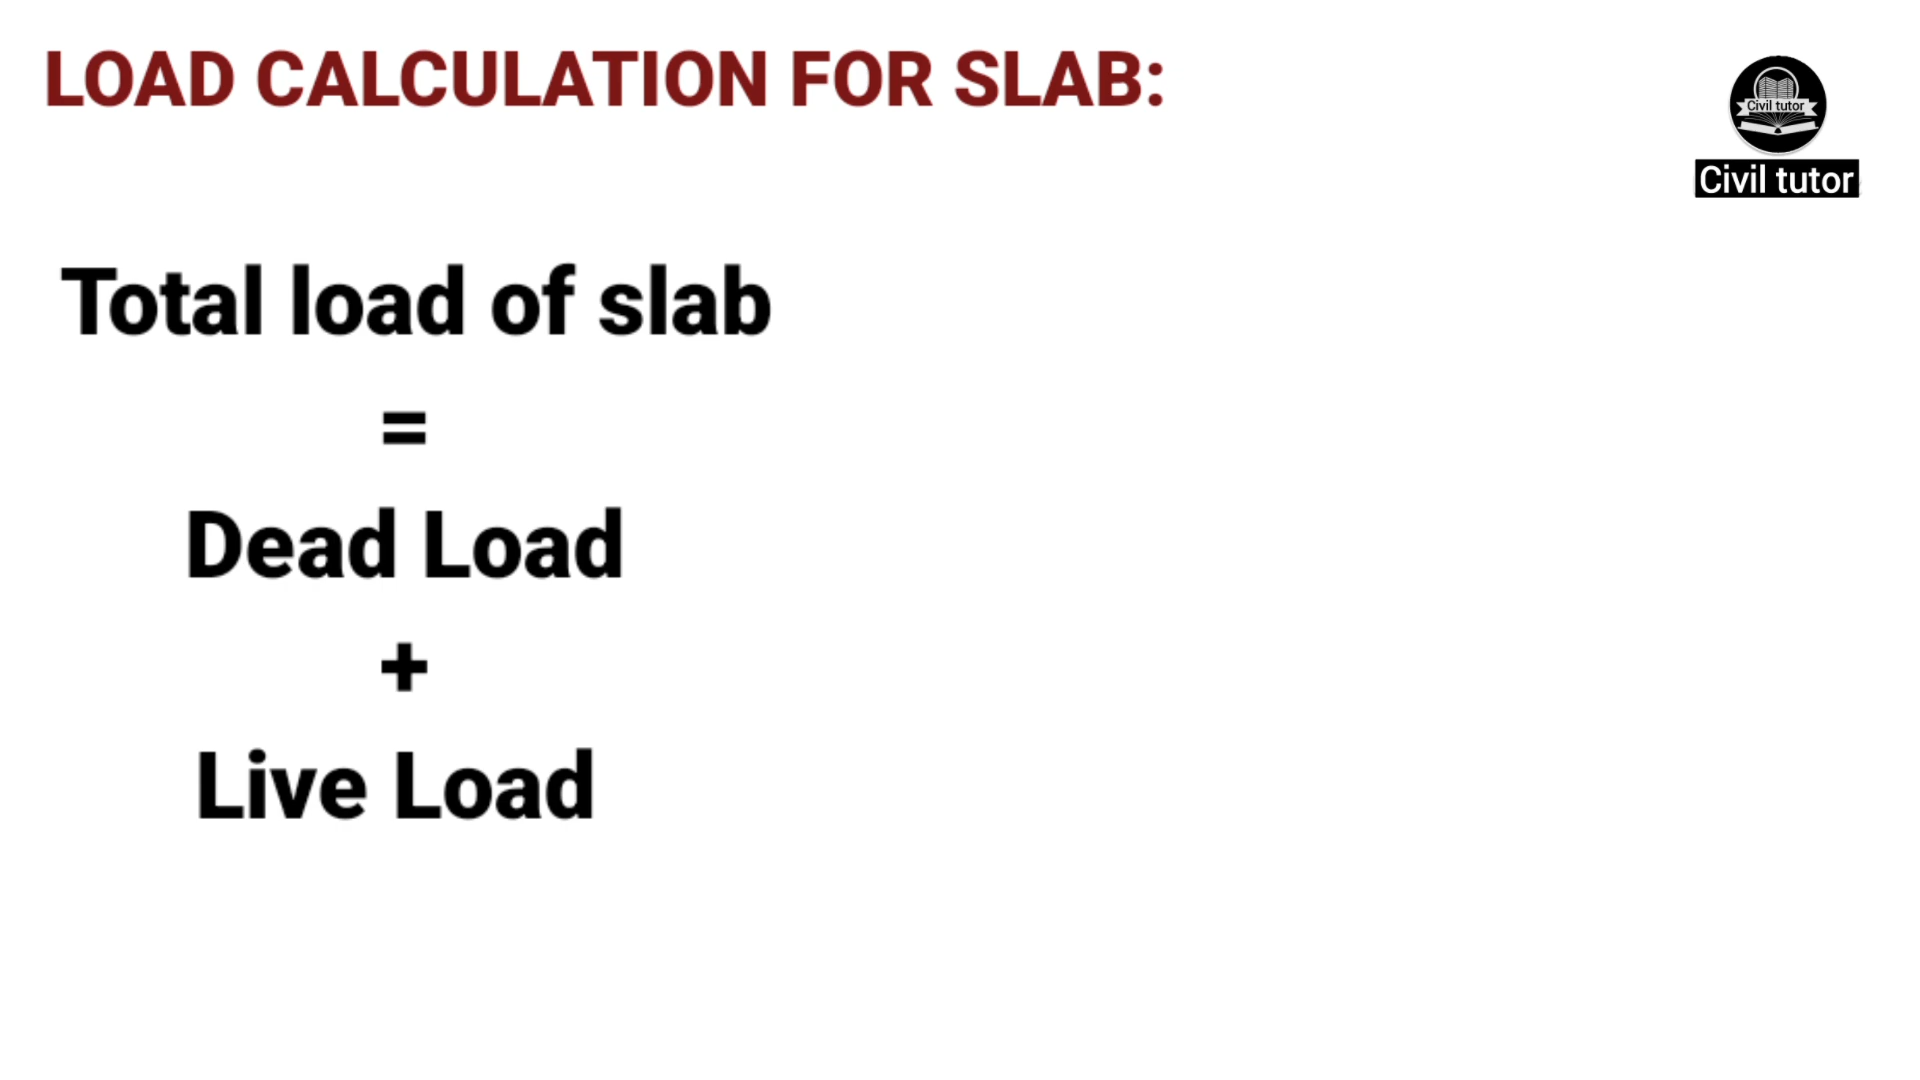 LOAD CALCULATION FOR SLAB:
Civil tutor
Civil tutor
Total load of slab
=
Dead Load
+
Live Load